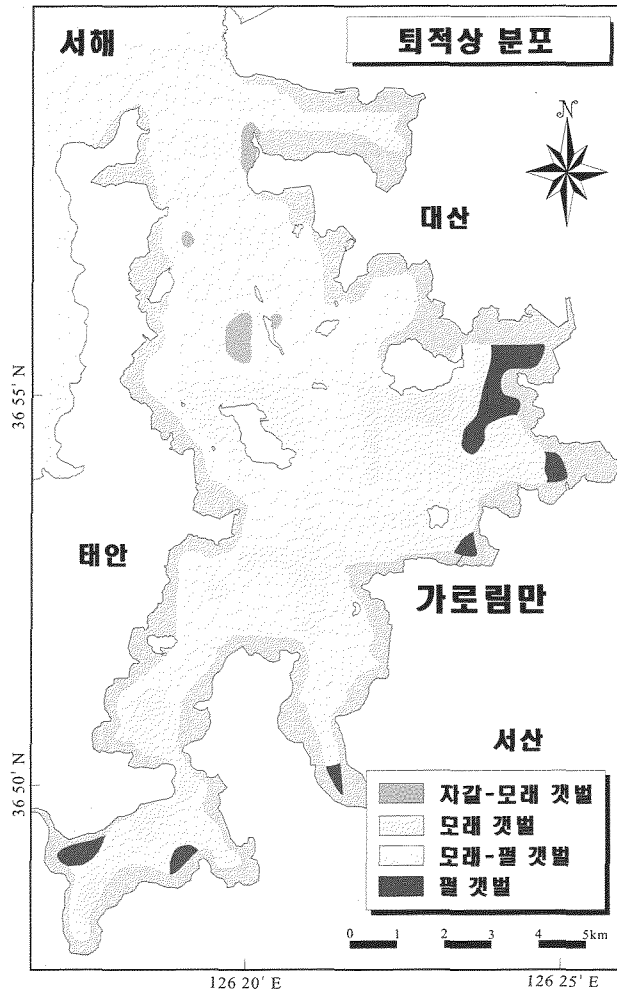 서해
퇴적상 분포
N
대산
36 55' N
태안
가로림만
서산
36 50' N
자갈-모래 갯벌
모래 갯벌
모래-펄 갯벌
펄 갯벌
0 1 2 3 4 5km
126 20' E
126 25' E